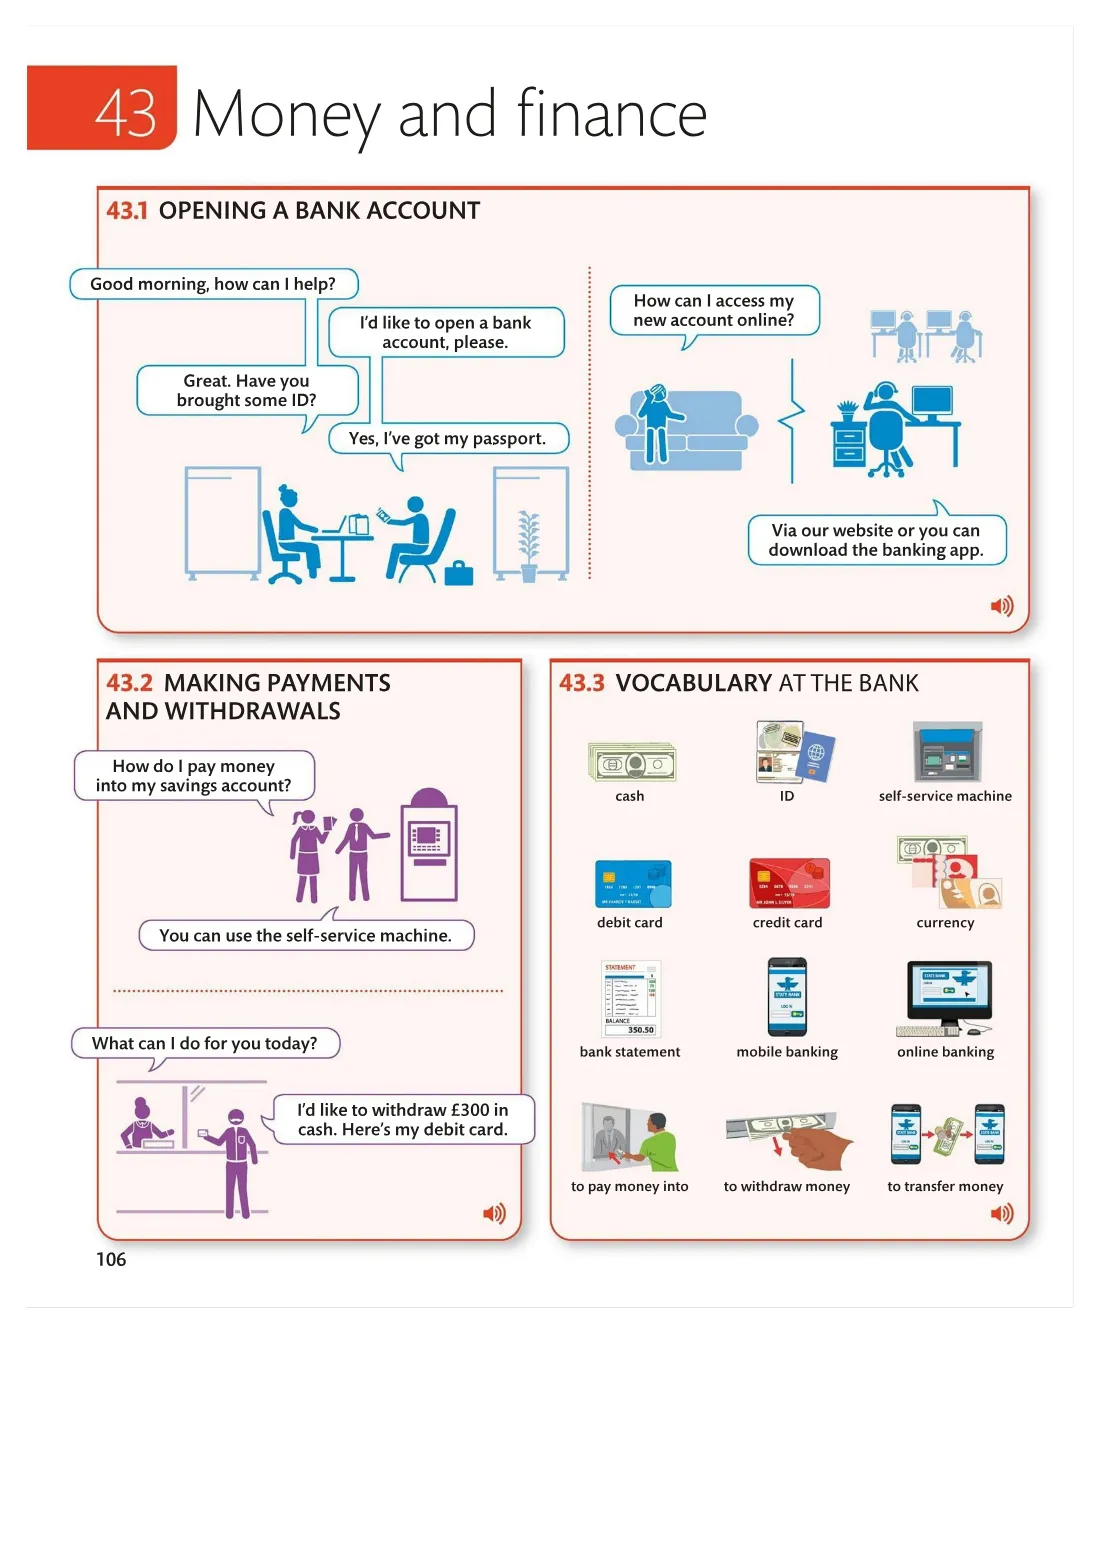 43 Money and finance
43.1 OPENING A BANK ACCOUNT
Good morning, how can I help?
I'd like to open a bank
account, please.
Great. Have you
brought some ID?
Yes, I've got my passport.
How can I access my
new account online?
Via our website or you can
download the banking app.
43.2 MAKING PAYMENTS
AND WITHDRAWALS
How do I pay money
into my savings account?
You can use the self-service machine.
What can I do for you today?
I'd like to withdraw £300 in
cash. Here's my debit card.
43.3 VOCABULARY AT THE BANK
cash
ID
self-service machine
debit card
credit card
currency
STATEMENT
BALANCE
350.50
STATE BANK
LOG IN
STATE BANK
bank statement
mobile banking
online banking
to pay money into
to withdraw money
to transfer money
106